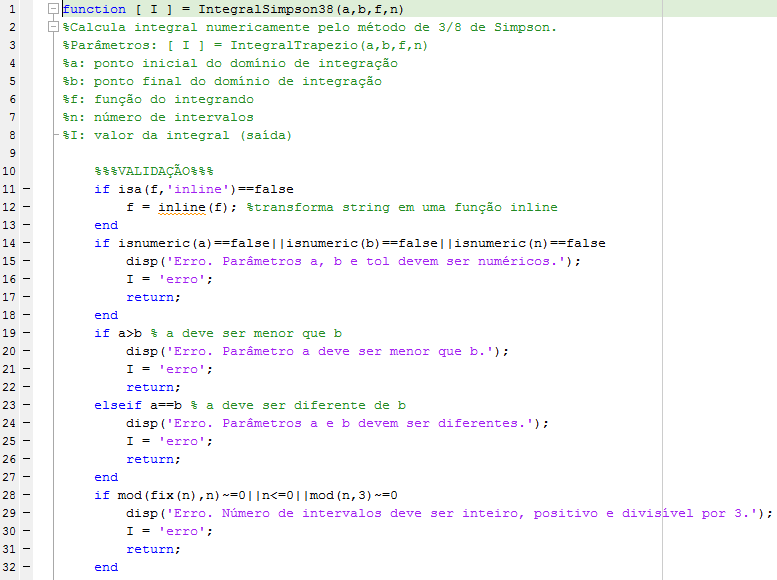 1 function [ I ] = IntegralSimpson38(a,b,f,n)
2 %Calcula integral numericamente pelo método de 3/8 de Simpson.
3 %Parâmetros: [ I ] = IntegralTrapezio(a,b,f,n)
4 %a: ponto inicial do domínio de integração
5 %b: ponto final do domínio de integração
6 %f: função do integrando
7 %n: número de intervalos
8 %I: valor da integral (saída)
9
10 %%%VALIDAÇÃO%%%
11 if isa(f,'inline')==false
12 f = inline(f); %transforma string em uma função inline
13 end
14 if isnumeric(a)==false||isnumeric(b)==false||isnumeric(n)==false
15 disp('Erro. Parâmetros a, b e tol devem ser numéricos.');
16 I = 'erro';
17 return;
18 end
19 if a>b % a deve ser menor que b
20 disp('Erro. Parâmetro a deve ser menor que b.');
21 I = 'erro';
22 return;
23 elseif a==b % a deve ser diferente de b
24 disp('Erro. Parâmetros a e b devem ser diferentes.');
25 I = 'erro';
26 return;
27 end
28 if mod(fix(n),n)~=0||n<=0||mod(n,3)~=0
29 disp('Erro. Número de intervalos deve ser inteiro, positivo e divisível por 3.');
30 I = 'erro';
31 return;
32 end